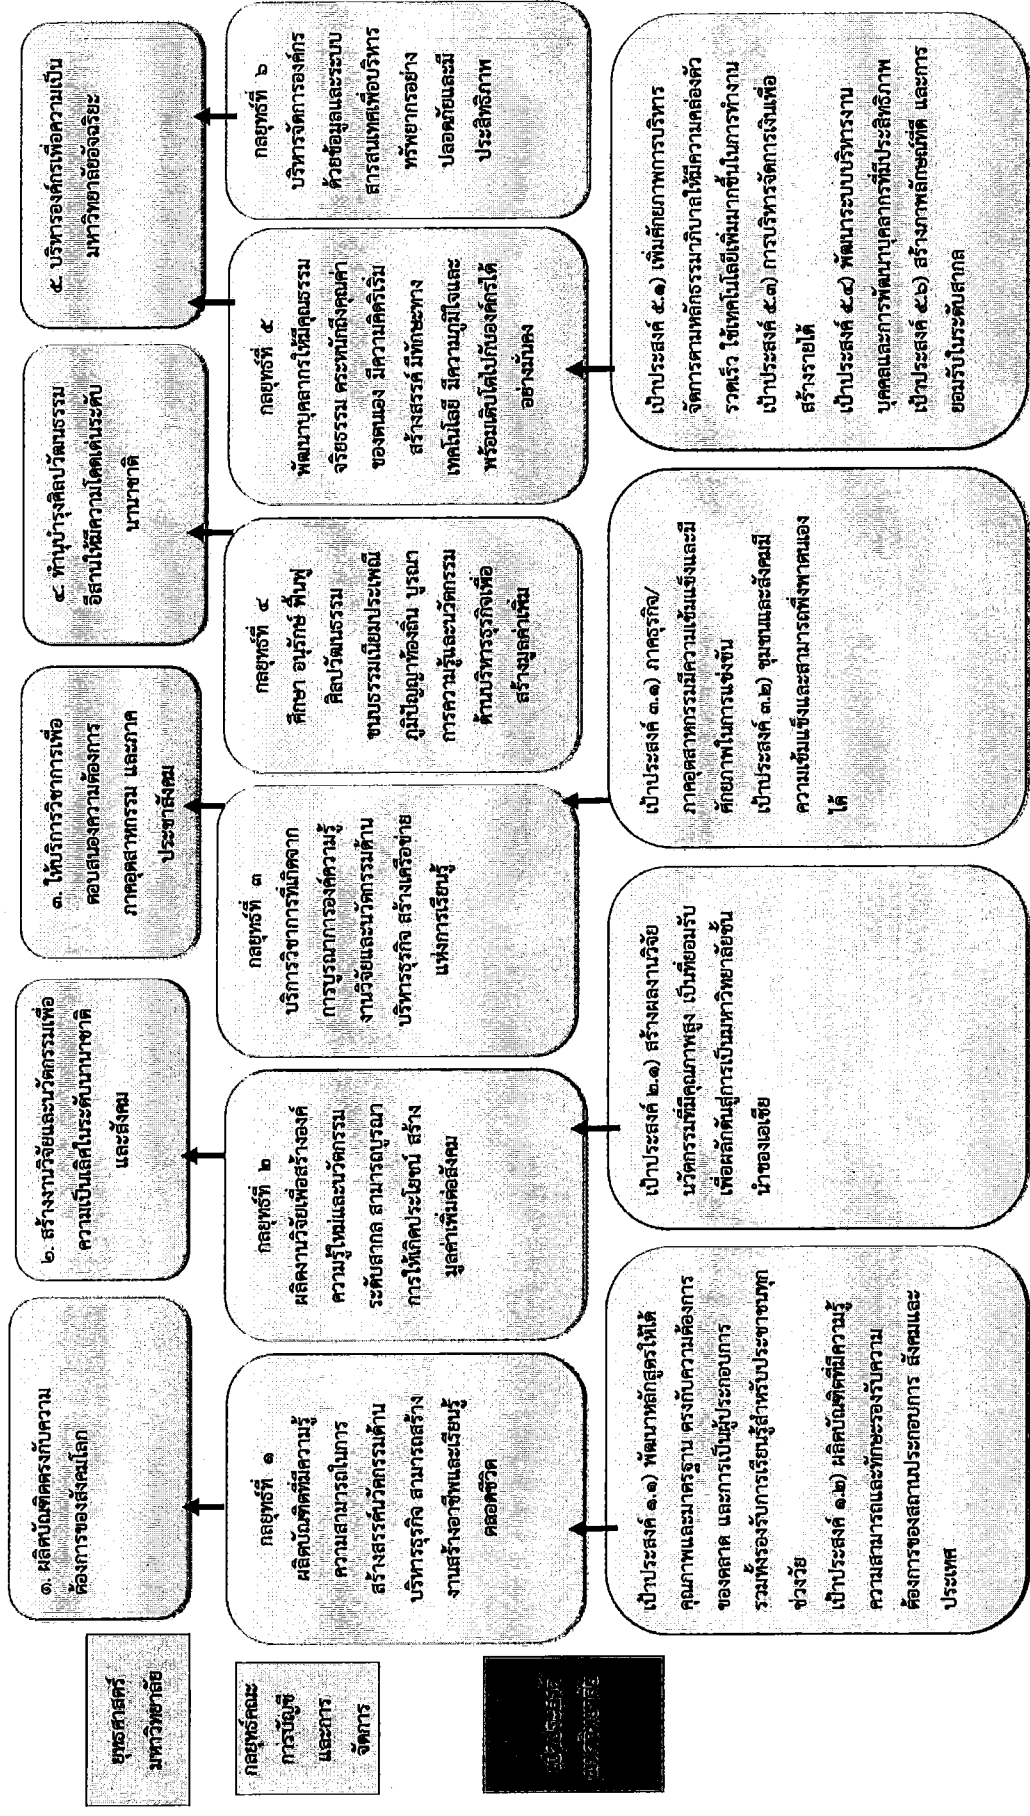 ยุทธศาสตร์
มหาวิทยาลัย
๑. ผลิตบัณฑิตตรงกับความ
ต้องการของสังคมโลก
๒. สร้างงานวิจัยและนวัตกรรมเพื่อ
ความเป็นเลิศในระดับนานาชาติ
และสังคม
๓. ให้บริการวิชาการเพื่อ
ตอบสนองความต้องการ
ภาคอุตสาหกรรม และภาค
ประชาสังคม
๔. ทำนุบำรุงศิลปวัฒนธรรม
อีสานให้มีความโดดเด่นระดับ
นานาชาติ
๕. บริหารองค์กรเพื่อความเป็น
มหาวิทยาลัยอัจฉริยะ
กลยุทธ์คณะ
การบัญชี
และการ
จัดการ
กลยุทธ์ที่ ๑
ผลิตบัณฑิตที่มีความรู้
ความสามารถในการ
สร้างสรรค์นวัตกรรมด้าน
บริหารธุรกิจ สามารถสร้าง
งานสร้างอาชีพและเรียนรู้
ตลอดชีวิต
กลยุทธ์ที่ ๒
ผลิตงานวิจัยเพื่อสร้างองค์
ความรู้ใหม่และนวัตกรรม
ระดับสากล สามารถบูรณา
การให้เกิดประโยชน์ สร้าง
มูลค่าเพิ่มต่อสังคม
กลยุทธ์ที่ ๓
บริการวิชาการที่เกิดจาก
การบูรณาการองค์ความรู้
งานวิจัยและนวัตกรรมด้าน
บริหารธุรกิจ สร้างเครือข่าย
แห่งการเรียนรู้
กลยุทธ์ที่ ๔
ศึกษา อนุรักษ์ ฟื้นฟู
ศิลปวัฒนธรรม
ขนบธรรมเนียมประเพณี
ภูมิปัญญาท้องถิ่น บูรณา
การความรู้และนวัตกรรม
ด้านบริหารธุรกิจเพื่อ
สร้างมูลค่าเพิ่ม
กลยุทธ์ที่ ๕
พัฒนาบุคลากรให้มีคุณธรรม
จริยธรรม ตระหนักถึงคุณค่า
ของตนเอง มีความคิดริเริ่ม
สร้างสรรค์ มีทักษะทาง
เทคโนโลยี มีความภูมิใจและ
พร้อมเติบโตไปกับองค์กรได้
อย่างมั่นคง
กลยุทธ์ที่ ๖
บริหารจัดการองค์กร
ด้วยข้อมูลและระบบ
สารสนเทศเพื่อบริหาร
ทรัพยากรอย่าง
ปลอดภัยและมี
ประสิทธิภาพ
เป้าประสงค์ ๑.๑) พัฒนาหลักสูตรให้ได้
คุณภาพและมาตรฐาน ตรงกับความต้องการ
ของตลาด และการเป็นผู้ประกอบการ
รวมทั้งรองรับการเรียนรู้สำหรับประชาชนทุก
ช่วงวัย
เป้าประสงค์ ๑.๒) ผลิตบัณฑิตที่มีความรู้
ความสามารถและทักษะรองรับความ
ต้องการของสถานประกอบการ สังคมและ
ประเทศ
เป้าประสงค์ ๒.๑) สร้างผลงานวิจัย
นวัตกรรมที่มีคุณภาพสูง เป็นที่ยอมรับ
เพื่อผลักดันสู่การเป็นมหาวิทยาลัยชั้น
นำของเอเชีย
เป้าประสงค์ ๓.๑) ภาคธุรกิจ/
ภาคอุตสาหกรรมมีความเข้มแข็งและมี
ศักยภาพในการแข่งขัน
เป้าประสงค์ ๓.๒) ชุมชนและสังคมมี
ความเข้มแข็งและสามารถพึ่งพาตนเอง
ได้
เป้าประสงค์ ๕.๑) เพิ่มศักยภาพการบริหาร
จัดการตามหลักธรรมาภิบาลให้มีความคล่องตัว
รวดเร็ว ใช้เทคโนโลยีเพิ่มมากขึ้นในการทำงาน
เป้าประสงค์ ๕.๓) การบริหารจัดการเงินเพื่อ
สร้างรายได้
เป้าประสงค์ ๕.๔) พัฒนาระบบบริหารงาน
บุคคลและการพัฒนาบุคลากรที่มีประสิทธิภาพ
เป้าประสงค์ ๕.๖) สร้างภาพลักษณ์ที่ดี และการ
ยอมรับในระดับสากล